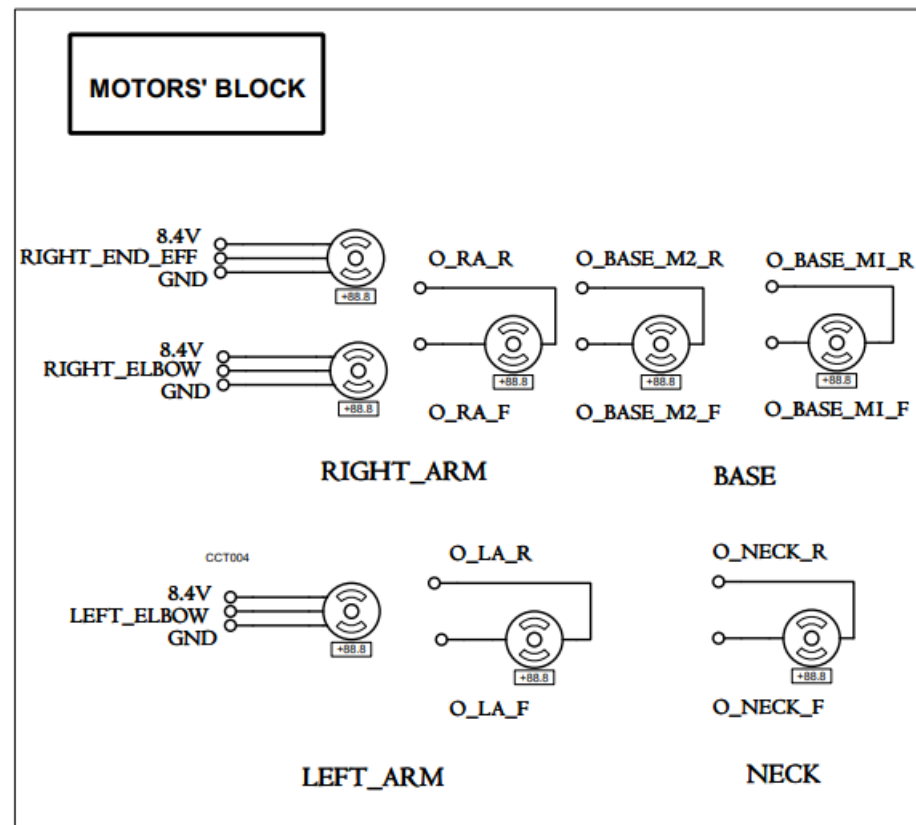 MOTORS' BLOCK
8.4V
RIGHT_END_EFF
GND
+88.8
8.4V
RIGHT_ELBOW
GND
+88.8
O_RA_R
+88.8
O_RA_F
O_BASE_M2_R
+88.8
O_BASE_M2_F
O_BASE_M1_R
+88.8
O_BASE_M1_F
RIGHT_ARM
BASE
CCT004
8.4V
LEFT_ELBOW
GND
+88.8
O_LA_R
+88.8
O_LA_F
O_NECK_R
+88.8
O_NECK_F
LEFT_ARM
NECK